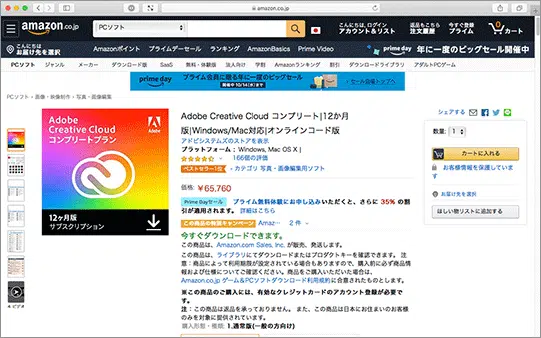 amazon.co.jp
PCソフト
こんにちは, ログイン
アカウント＆リスト
返品もこちら
注文履歴
今すぐ登録
プライム
0
カート
こんにちは
お届け先を選択
Amazonポイント プライムデーセール ランキング AmazonBasics Prime Video
prime day 年に一度のビッグセール開催中
PCソフト ジャンル メーカー ダウンロード版 SaaS 無料・体験版 法人向け 学割 Amazonランキング 割引 ダウンロードライブラリ アダルトPCゲーム
prime day
プライム会員に贈る年に一度のビッグセール
開催中 10/14(水)まで
セール会場トップへ
PCソフト › 画像・映像制作 › 写真・画像編集
Adobe
Creative Cloud
コンプリートプラン
Adobe
12ヶ月版
サブスクリプション
Adobe Creative Cloud コンプリート|12か月
版|Windows/Mac対応|オンラインコード版
アドビシステムズのストアを表示
プラットフォーム : Windows, Mac OS X |
166個の評価
ベストセラー1位 - カテゴリ 写真・画像編集用ソフト
価格: ￥65,760
Prime Dayセール プライム無料体験にお申し込みいただくと、さらに 35% の割
引が適用されます。 詳細はこちら
この商品の特別キャンペーン Amaz… 2 件
今すぐダウンロードできます。
この商品は、Amazon.com Sales, Inc. が販売、発送します。
この商品は、ライブラリにてダウンロードまたはプロダクトキーを確認できます。 注
意：商品によって利用期限が設定されている場合もありますので、購入前に必ず商品情
報および仕様についてご確認ください。商品をご購入いただいた場合は、
Amazon.co.jp ゲーム＆PCソフトダウンロード利用規約に合意されたものとします。
※この商品のご購入には、有効なクレジットカードのアカウント登録が必要で
す。
注：この商品は返品を承っておりません。 また、この商品は日本にお住まいのお客様
のみを対象に提供されています。
購入形態・種類: 1.通常版(一般の方向け)
シェアする
数量: 1
カートに入れる
お客様情報を保護していま
す
お届け先を選択
ほしい物リストに追加する
ビデオ